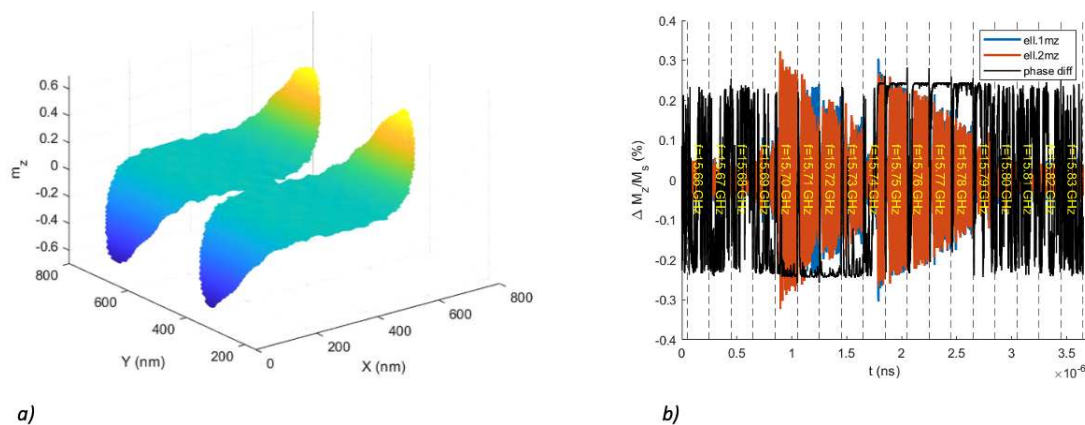 m_z
0.6
0.4
0.2
0
-0.2
-0.4
-0.6
800
600
400
200
Y (nm)
0
200
400
600
800
X (nm)
a)
Δ M_Z/M_s (%)
0.4
0.3
0.2
0.1
0
-0.1
-0.2
-0.3
-0.4
ell.1mz
ell.2mz
phase diff
f=15.66 GHz
f=15.67 GHz
f=15.68 GHz
f=15.69 GHz
f=15.70 GHz
f=15.71 GHz
f=15.72 GHz
f=15.73 GHz
f=15.74 GHz
f=15.75 GHz
f=15.76 GHz
f=15.77 GHz
f=15.78 GHz
f=15.79 GHz
f=15.80 GHz
f=15.81 GHz
f=15.82 GHz
f=15.83 GHz
0 0.5 1 1.5 2 2.5 3 3.5
t (ns)
×10⁻⁶
b)